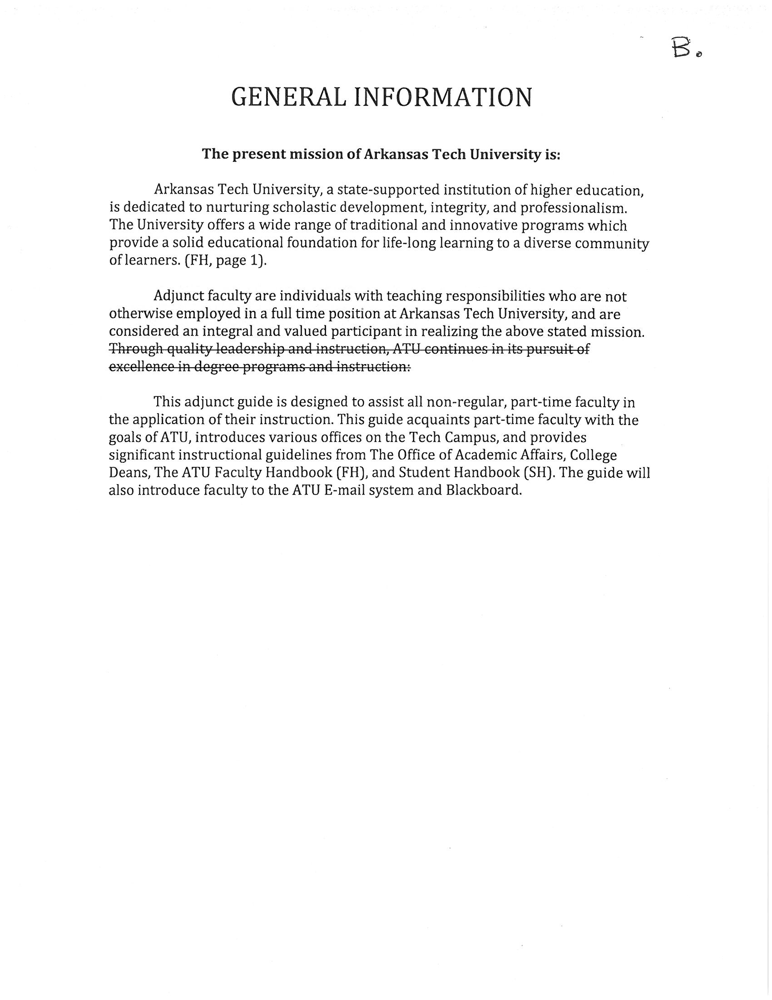 B.
GENERAL INFORMATION
The present mission of Arkansas Tech University is:
Arkansas Tech University, a state-supported institution of higher education,
is dedicated to nurturing scholastic development, integrity, and professionalism.
The University offers a wide range of traditional and innovative programs which
provide a solid educational foundation for life-long learning to a diverse community
of learners. (FH, page 1).
Adjunct faculty are individuals with teaching responsibilities who are not
otherwise employed in a full time position at Arkansas Tech University, and are
considered an integral and valued participant in realizing the above stated mission.
Through quality leadership and instruction, ATU continues in its pursuit of
excellence in degree programs and instruction:
This adjunct guide is designed to assist all non-regular, part-time faculty in
the application of their instruction. This guide acquaints part-time faculty with the
goals of ATU, introduces various offices on the Tech Campus, and provides
significant instructional guidelines from The Office of Academic Affairs, College
Deans, The ATU Faculty Handbook (FH), and Student Handbook (SH). The guide will
also introduce faculty to the ATU E-mail system and Blackboard.